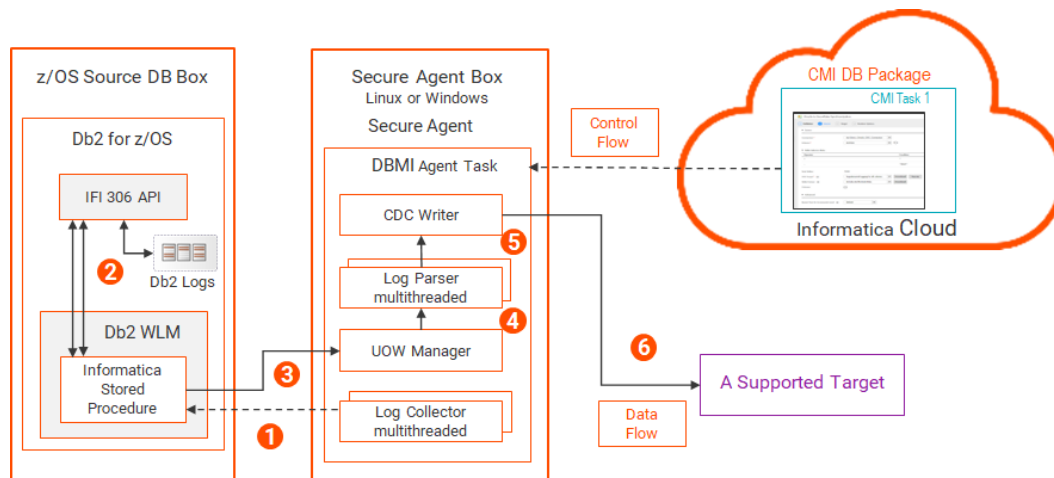 z/OS Source DB Box
Db2 for z/OS
IFI 306 API
2
Db2 Logs
Db2 WLM
Informatica
Stored
Procedure
3
1
Secure Agent Box
Linux or Windows
Secure Agent
DBMI Agent Task
CDC Writer
5
Log Parser
multithreaded
4
UOW Manager
Log Collector
multithreaded
Control
Flow
CMI DB Package
CMI Task 1
Informatica Cloud
6
A Supported Target
Data
Flow